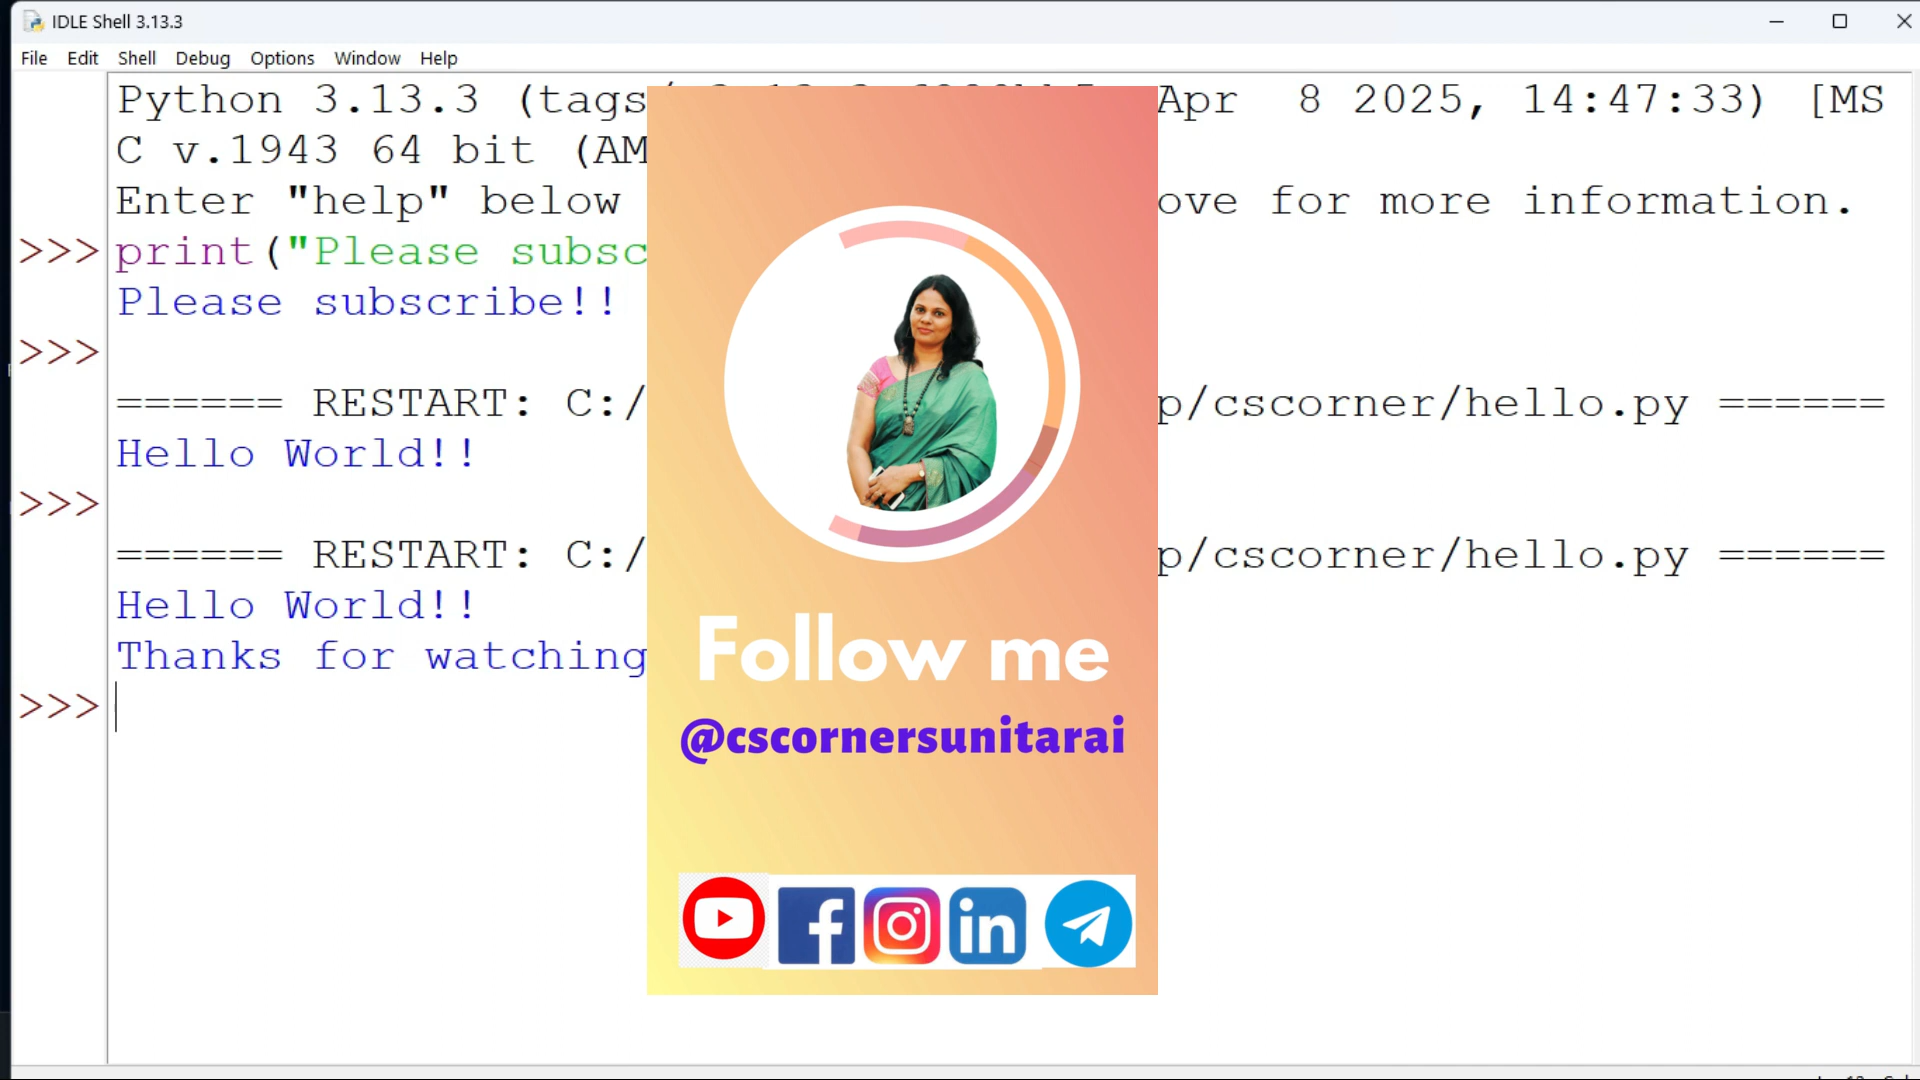 IDLE Shell 3.13.3
File Edit Shell Debug Options Window Help
Python 3.13.3 (tags Apr 8 2025, 14:47:33) [MS
C v.1943 64 bit (AM
Enter "help" below ove for more information.
>>> print("Please subsc
Please subscribe!!
>>>
====== RESTART: C:/ p/cscorner/hello.py ======
Hello World!!
>>>
====== RESTART: C:/ p/cscorner/hello.py ======
Hello World!!
Thanks for watching
>>>
Follow me
@cscornersunitarai
f
in